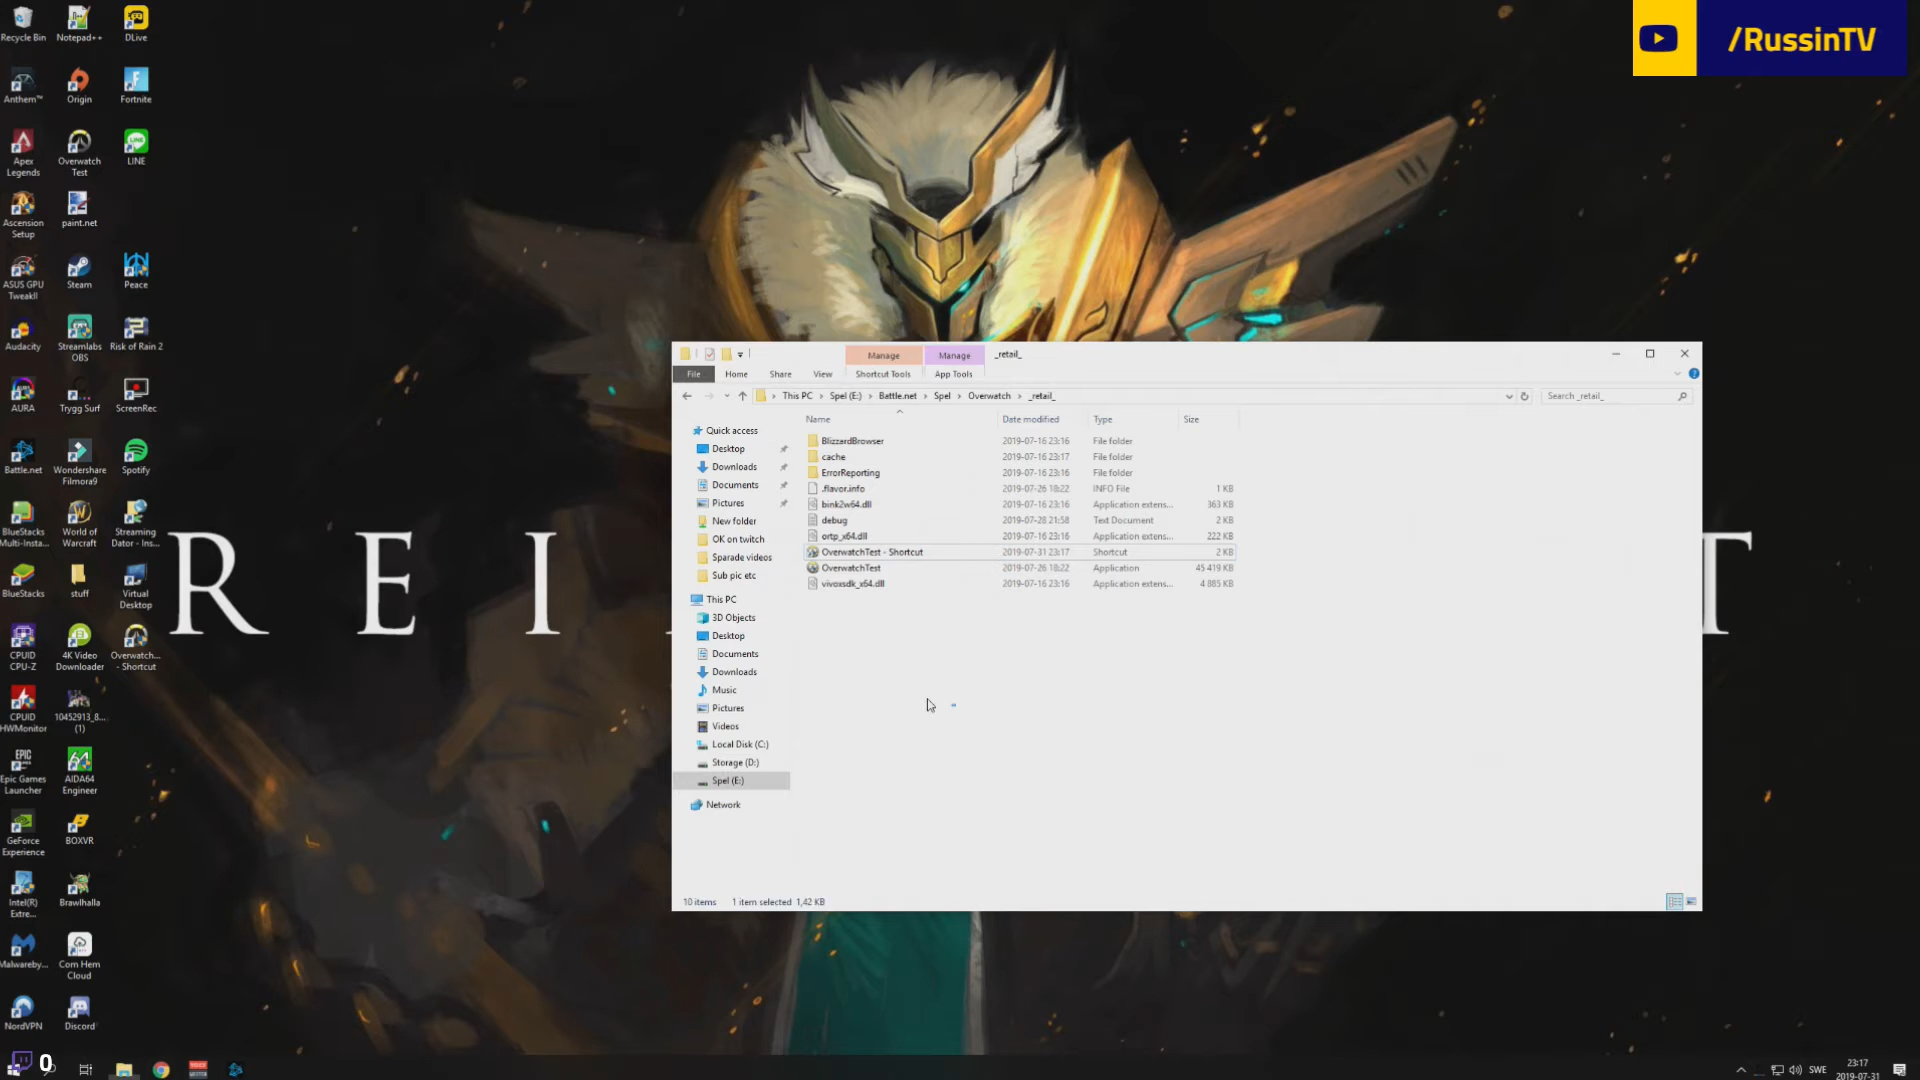 Recycle Bin
Notepad++
DLive
/RussinTV
Anthem™
Origin
Fortnite
Apex
Legends
Overwatch
Test
LINE
Ascension
Setup
paint.net
ASUS GPU
TweakII
Steam
Peace
Audacity
Streamlabs
OBS
Risk of Rain 2
AURA
Trygg Surf
ScreenRec
Battle.net
Wondershare
Filmora9
Spotify
BlueStacks
Multi-Insta...
World of
Warcraft
Streaming
Dator - Ins...
BlueStacks
stuff
Virtual
Desktop
CPUID
CPU-Z
4K Video
Downloader
Overwatch...
- Shortcut
CPUID
HWMonitor
10452913_8...
(1)
Epic Games
Launcher
AIDA64
Engineer
GeForce
Experience
BOXVR
Intel(R)
Extre...
Brawlhalla
Malwareby...
Com Hem
Cloud
NordVPN
Discord
R E I
T
Manage
Manage
_retail_
File
Home
Share
View
Shortcut Tools
App Tools
This PC > Spel (E:) > Battle.net > Spel > Overwatch > _retail_
Search _retail_
Name
Date modified
Type
Size
Quick access
Desktop
Downloads
Documents
Pictures
New folder
OK on twitch
Sparade videos
Sub pic etc
This PC
3D Objects
Desktop
Documents
Downloads
Music
Pictures
Videos
Local Disk (C:)
Storage (D:)
Spel (E:)
Network
BlizzardBrowser 2019-07-16 23:16 File folder
cache 2019-07-16 23:17 File folder
ErrorReporting 2019-07-16 23:16 File folder
.flavor.info 2019-07-26 18:22 INFO File 1 KB
bink2w64.dll 2019-07-16 23:16 Application extens... 363 KB
debug 2019-07-28 21:58 Text Document 2 KB
ortp_x64.dll 2019-07-16 23:16 Application extens... 222 KB
OverwatchTest - Shortcut 2019-07-31 23:17 Shortcut 2 KB
OverwatchTest 2019-07-26 18:22 Application 45 419 KB
vivoxsdk_x64.dll 2019-07-16 23:16 Application extens... 4 885 KB
10 items
1 item selected 1,42 KB
0
SWE
23:17
2019-07-31